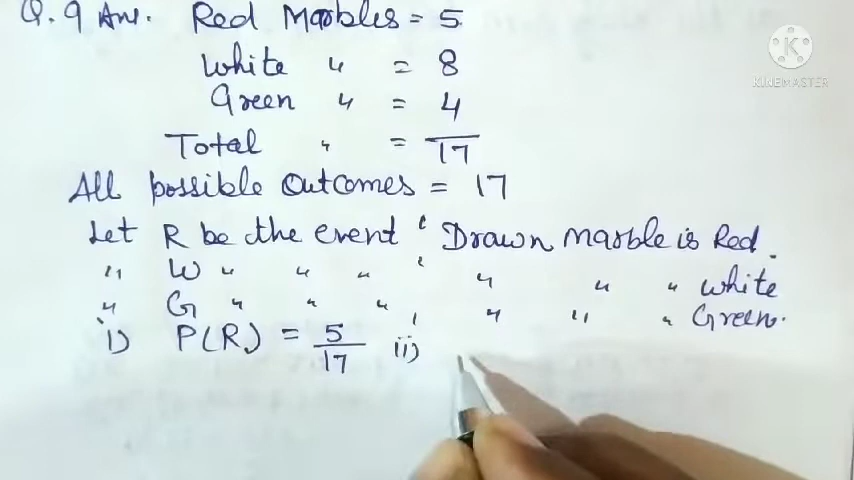 Q.9 Ans. Red Marbles = 5
White " = 8
Green " = 4
Total " = 17
All possible Outcomes = 17
Let R be the event ' Drawn marble is Red.
" W " " " ' " " " white
" G " " " ' " " " Green.
i) P(R) = 5/17 ii)
KINEMASTER